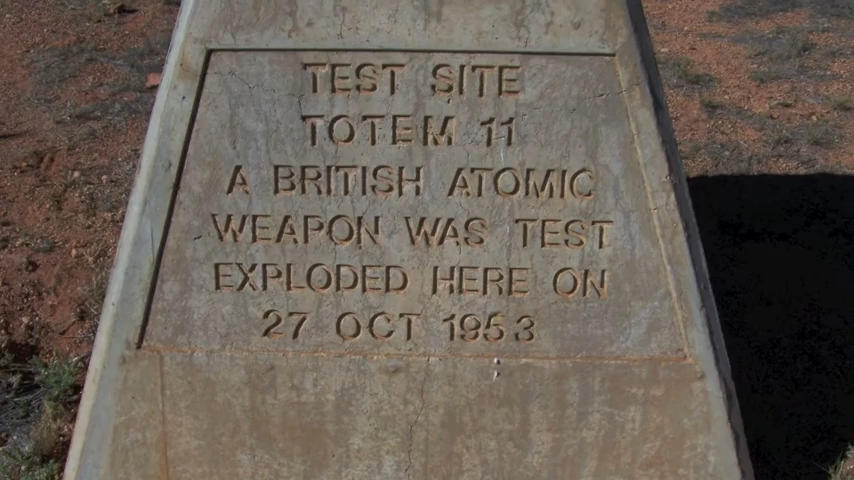 TEST SITE
TOTEM 11
A BRITISH ATOMIC
WEAPON WAS TEST
EXPLODED HERE ON
27 OCT 1953